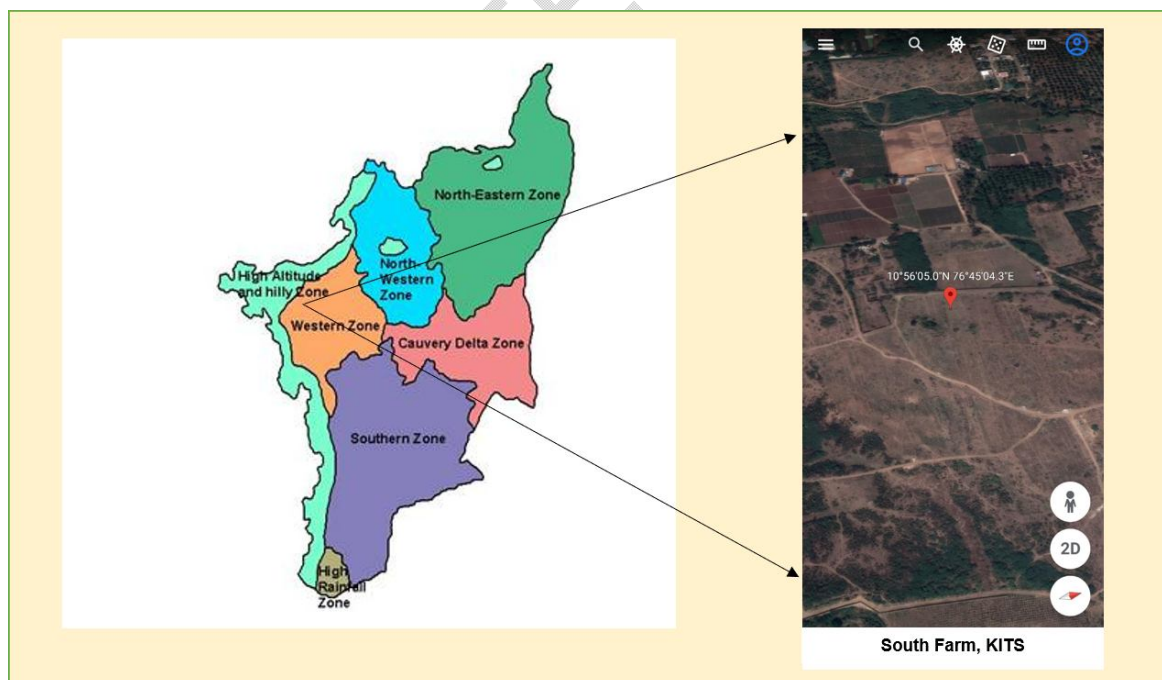 North-Eastern Zone
North-
Western
Zone
High Altitude
and hilly Zone
Western Zone
Cauvery Delta Zone
Southern Zone
High
Rainfall
Zone
10°56'05.0"N 76°45'04.3"E
2D
South Farm, KITS